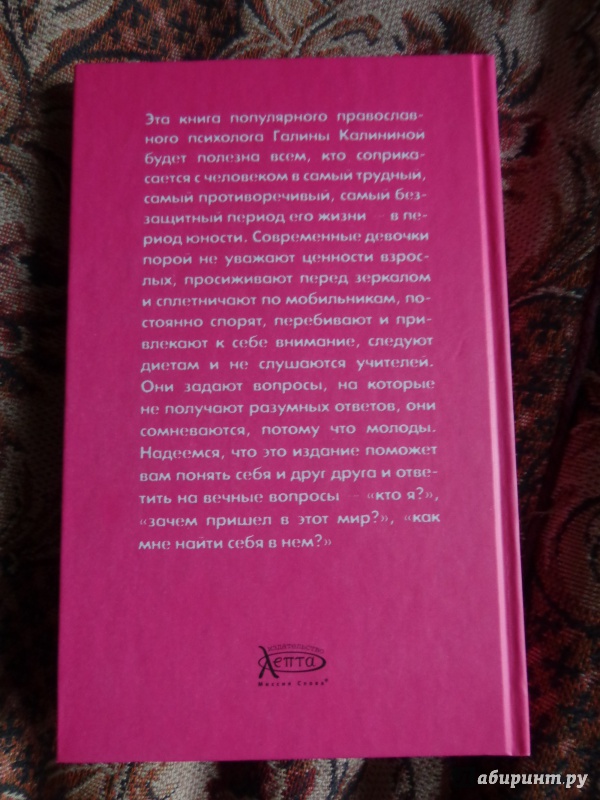 Эта книга популярного православ-
ного психолога Галины Калининой
будет полезна всем, кто соприка-
сается с человеком в самый трудный,
самый противоречивый, самый без-
защитный период его жизни — в пе-
риод юности. Современные девочки
порой не уважают ценности взрос-
лых, просиживают перед зеркалом
и сплетничают по мобильникам, по-
стоянно спорят, перебивают и при-
влекают к себе внимание, следуют
диетам и не слушаются учителей.
Они задают вопросы, на которые
не получают разумных ответов, они
сомневаются, потому что молоды.
Надеемся, что это издание поможет
вам понять себя и друг друга и отве-
тить на вечные вопросы — «кто я?»,
«зачем пришел в этот мир?», «как
мне найти себя в нем?»
ИЗДАТЕЛЬСТВО
Лепта
Миссия Слова®
абиринт.ру